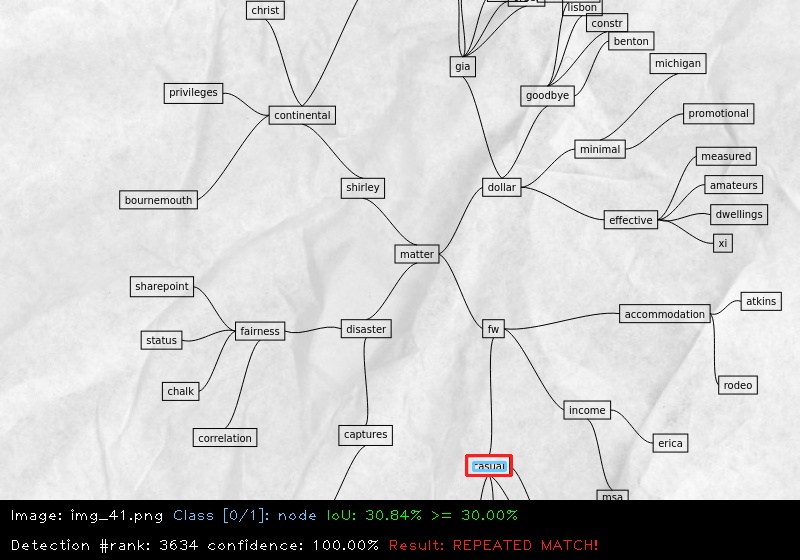 christ
lisbon
constr
benton
gia
michigan
privileges
goodbye
continental
promotional
minimal
measured
shirley
dollar
amateurs
bournemouth
dwellings
effective
xi
matter
sharepoint
atkins
accommodation
fairness
disaster
fw
status
rodeo
chalk
income
correlation
captures
erica
casual
msa
Image: img_41.png Class [0/1]: node IoU: 30.84% >= 30.00%
Detection #rank: 3634 confidence: 100.00% Result: REPEATED MATCH!